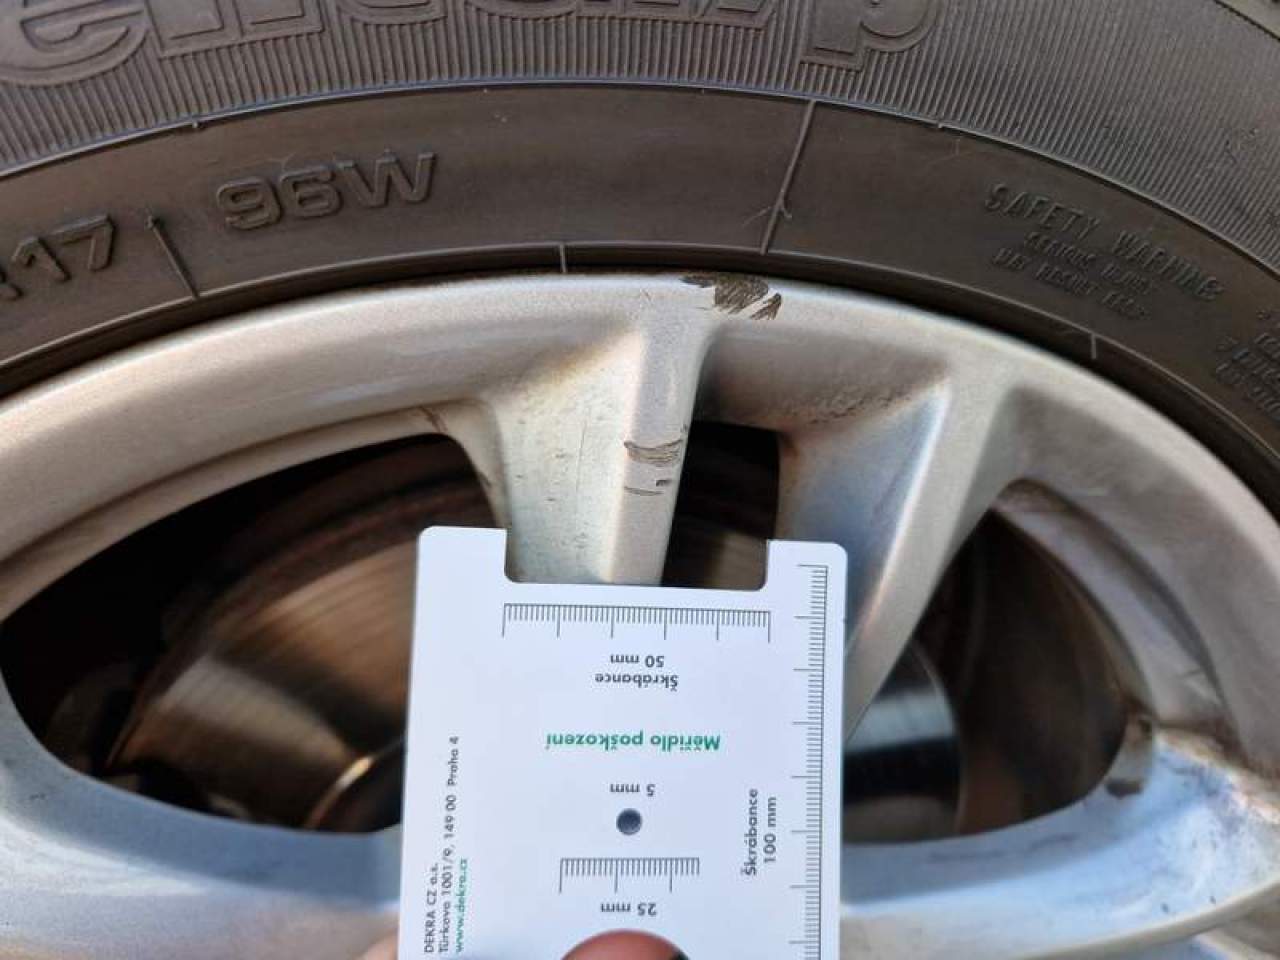 R17 96W
SAFETY WARNING
50 mm
Škrábance
Měřidlo poškození
5 mm
25 mm
Škrábance
100 mm
DEKRA CZ a.s.
Türkova 1001/9, 149 00 Praha 4
www.dekra.cz